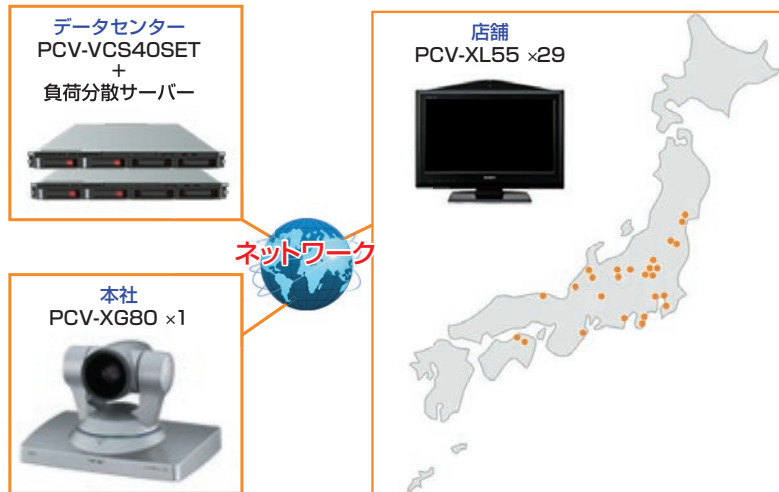 データセンター
PCV-VCS40SET
+
負荷分散サーバー
店舗
PCV-XL55 ×29
ネットワーク
本社
PCV-XG80 ×1